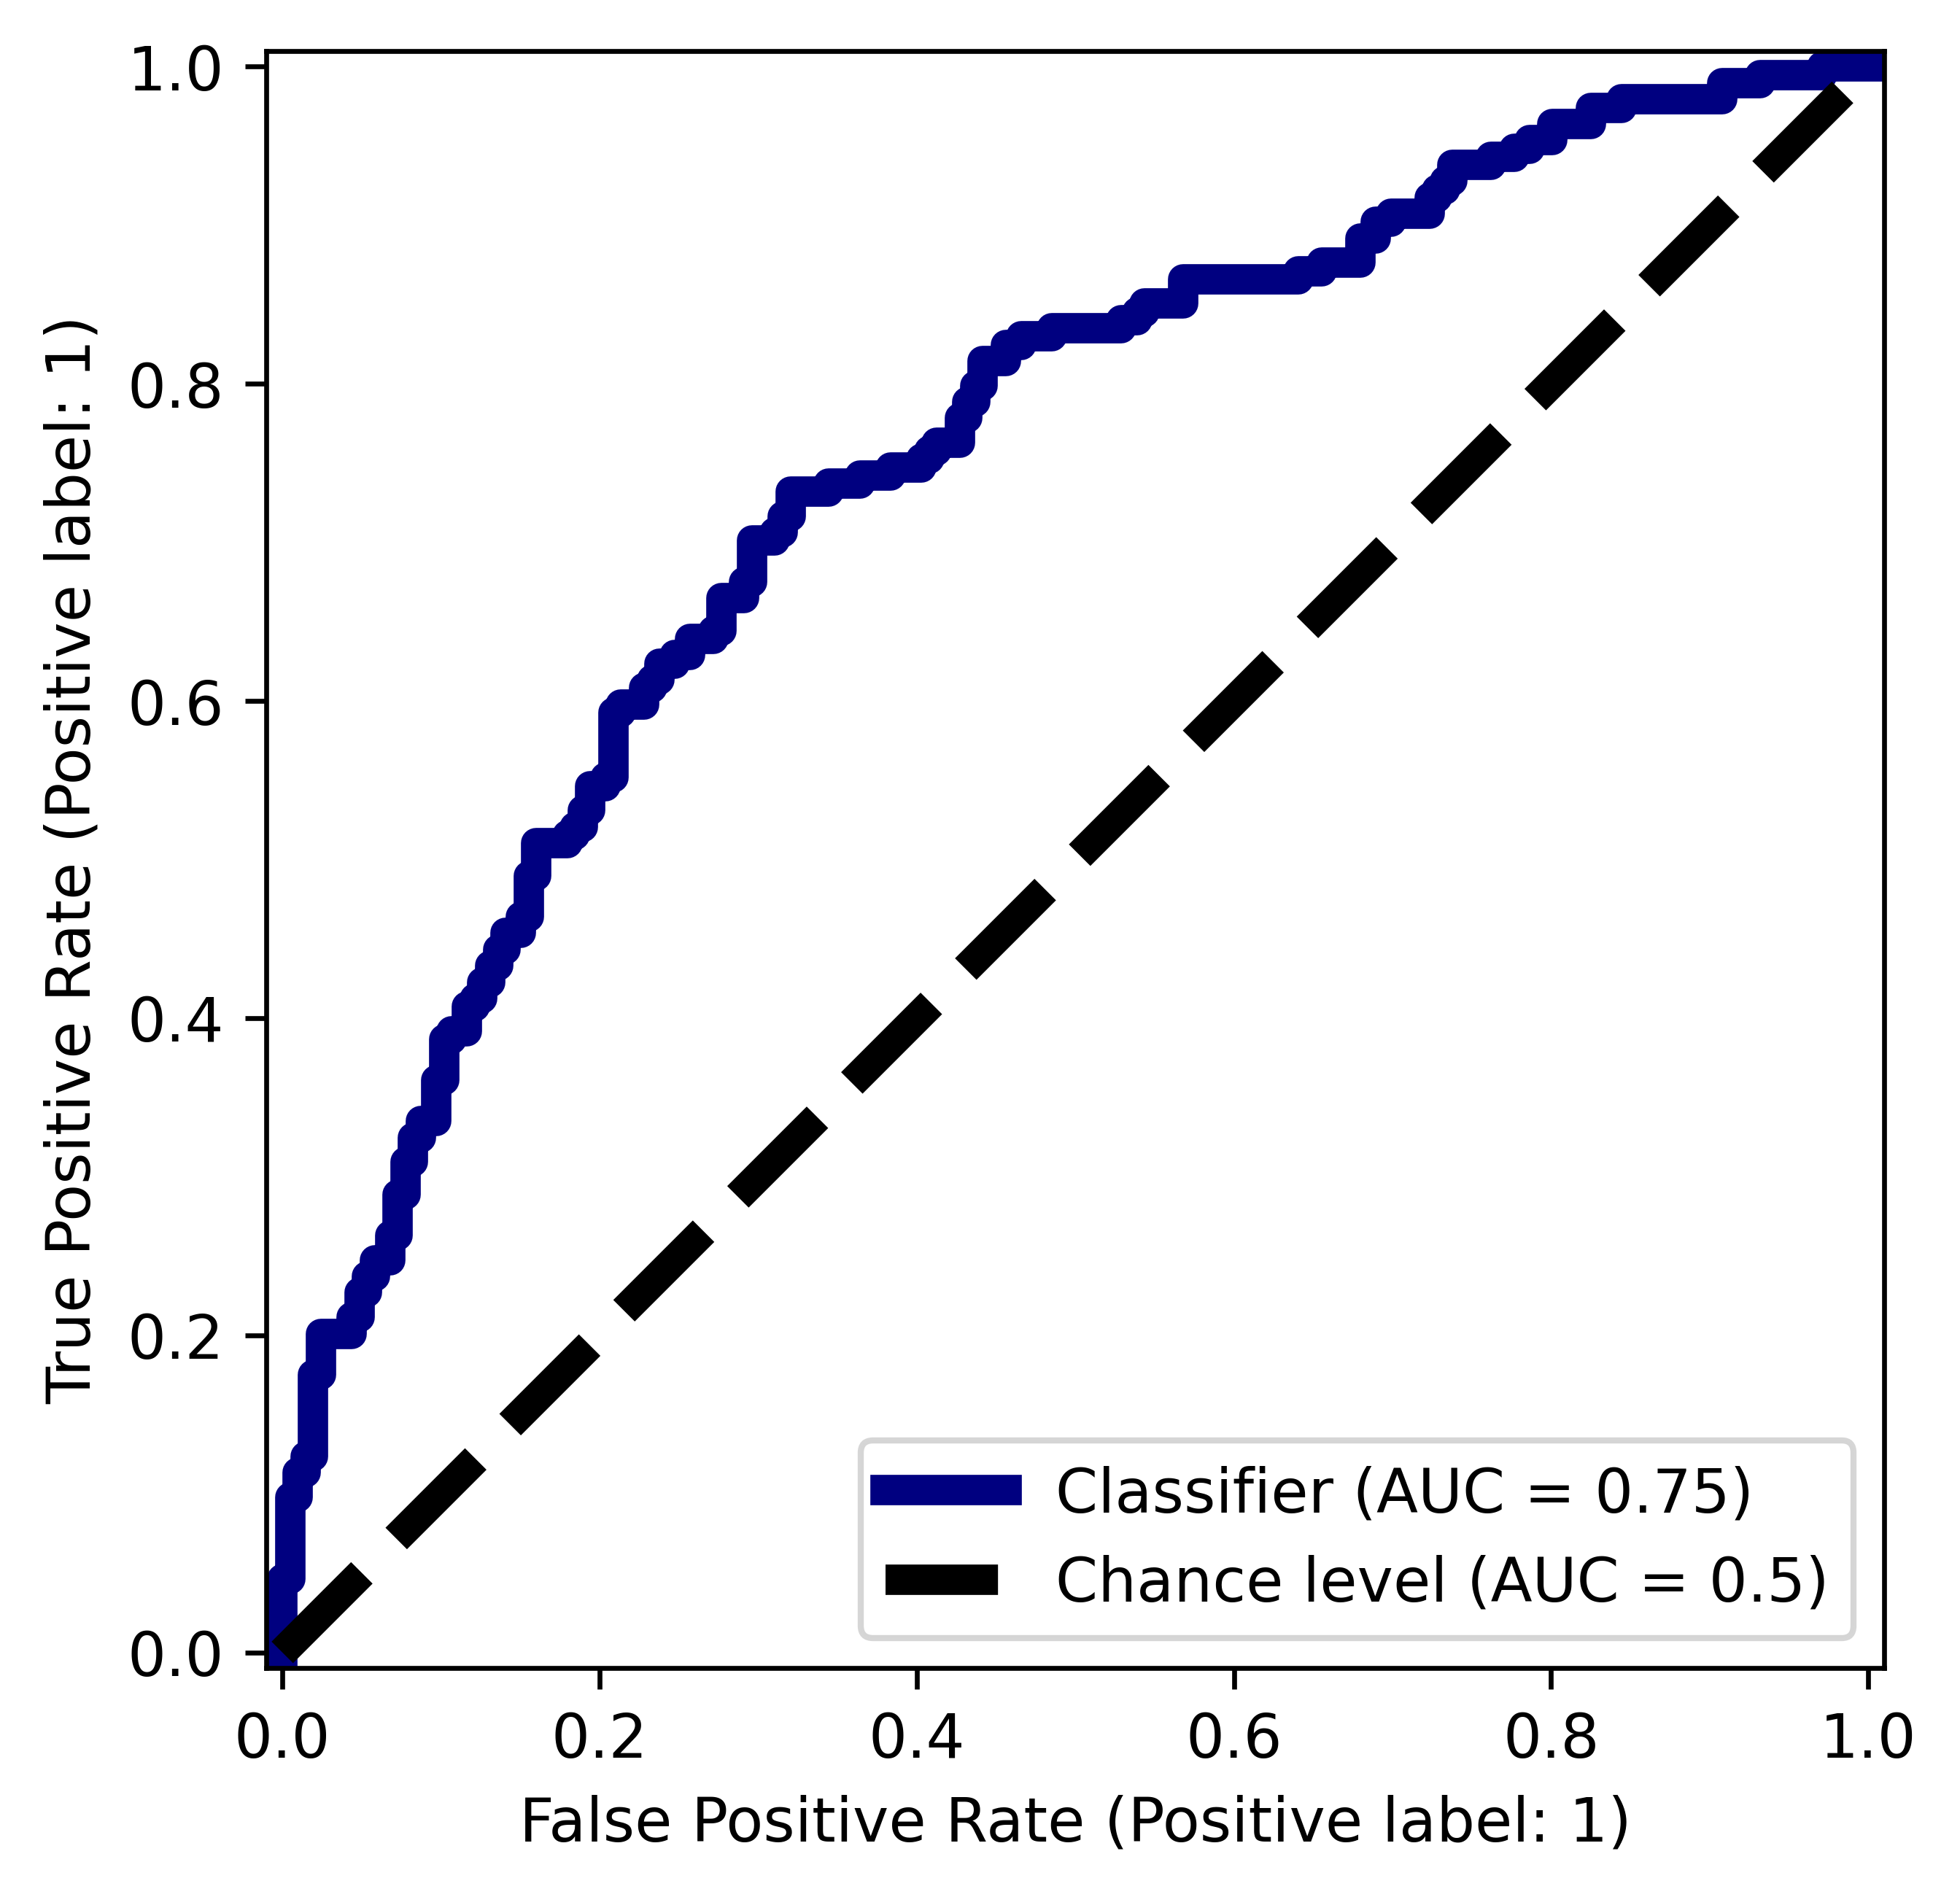 1.0
0.8
0.6
0.4
0.2
0.0
True Positive Rate (Positive label: 1)
Classifier (AUC = 0.75)
Chance level (AUC = 0.5)
0.0 0.2 0.4 0.6 0.8 1.0
False Positive Rate (Positive label: 1)